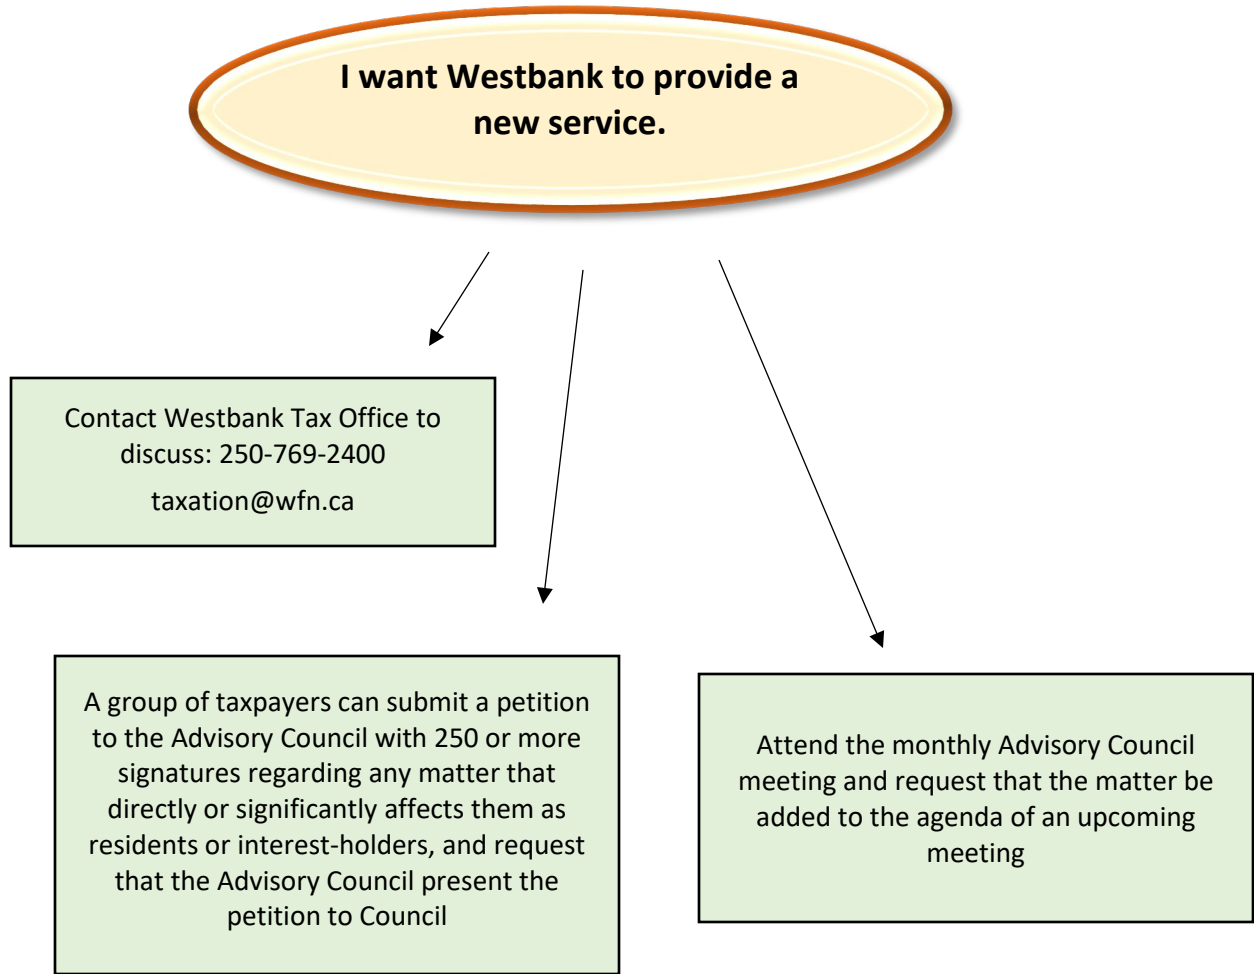 I want Westbank to provide a
new service.
Contact Westbank Tax Office to
discuss: 250-769-2400
taxation@wfn.ca
A group of taxpayers can submit a petition
to the Advisory Council with 250 or more
signatures regarding any matter that
directly or significantly affects them as
residents or interest-holders, and request
that the Advisory Council present the
petition to Council
Attend the monthly Advisory Council
meeting and request that the matter be
added to the agenda of an upcoming
meeting